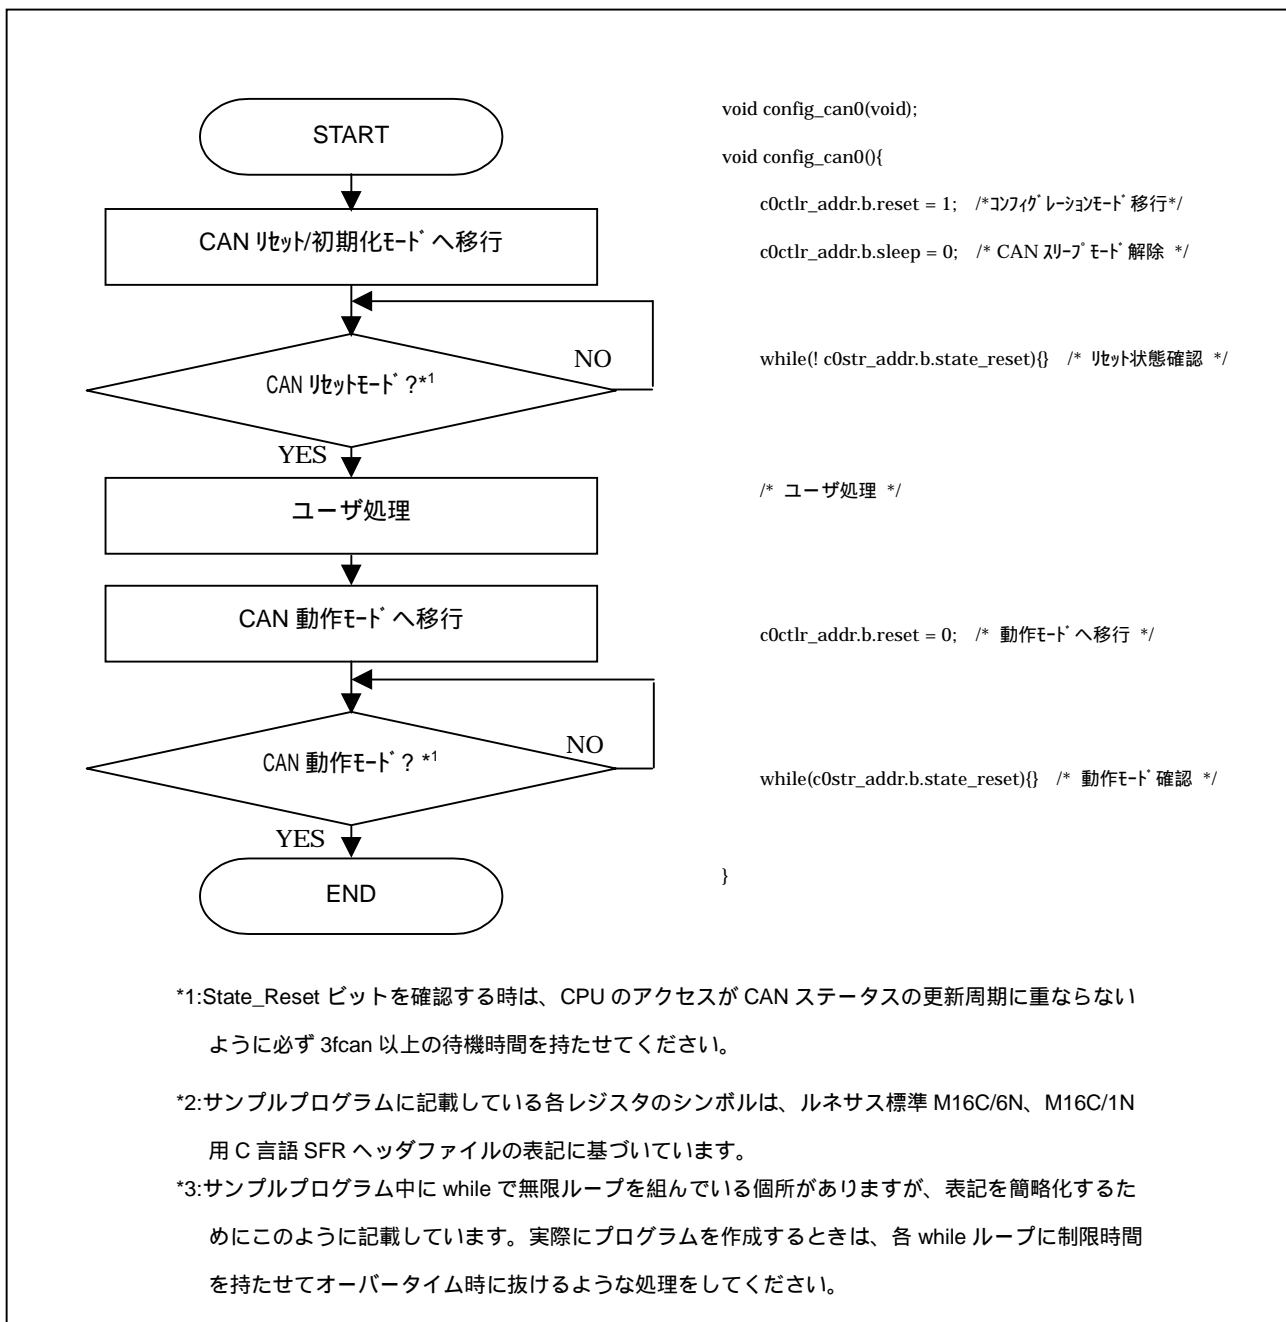 START
CAN ﾘｾｯﾄ/初期化ﾓｰﾄﾞへ移行
CAN ﾘｾｯﾄﾓｰﾄﾞ?*1
NO
YES
ユーザ処理
CAN 動作ﾓｰﾄﾞへ移行
CAN 動作ﾓｰﾄﾞ? *1
NO
YES
END
void config_can0(void);
void config_can0(){
c0ctlr_addr.b.reset = 1; /*ｺﾝﾌｨｸﾞﾚｰｼｮﾝﾓｰﾄﾞ移行*/
c0ctlr_addr.b.sleep = 0; /* CAN ｽﾘｰﾌﾟﾓｰﾄﾞ解除 */
while(! c0str_addr.b.state_reset){} /* ﾘｾｯﾄ状態確認 */
/* ユーザ処理 */
c0ctlr_addr.b.reset = 0; /* 動作ﾓｰﾄﾞへ移行 */
while(c0str_addr.b.state_reset){} /* 動作ﾓｰﾄﾞ確認 */
}
*1:State_Reset ビットを確認する時は、CPU のアクセスが CAN ステータスの更新周期に重ならない
ように必ず 3fcan 以上の待機時間を持たせてください。
*2:サンプルプログラムに記載している各レジスタのシンボルは、ルネサス標準 M16C/6N、M16C/1N
用 C 言語 SFR ヘッダファイルの表記に基づいています。
*3:サンプルプログラム中に while で無限ループを組んでいる個所がありますが、表記を簡略化するた
めにこのように記載しています。実際にプログラムを作成するときは、各 while ループに制限時間
を持たせてオーバータイム時に抜けるような処理をしてください。